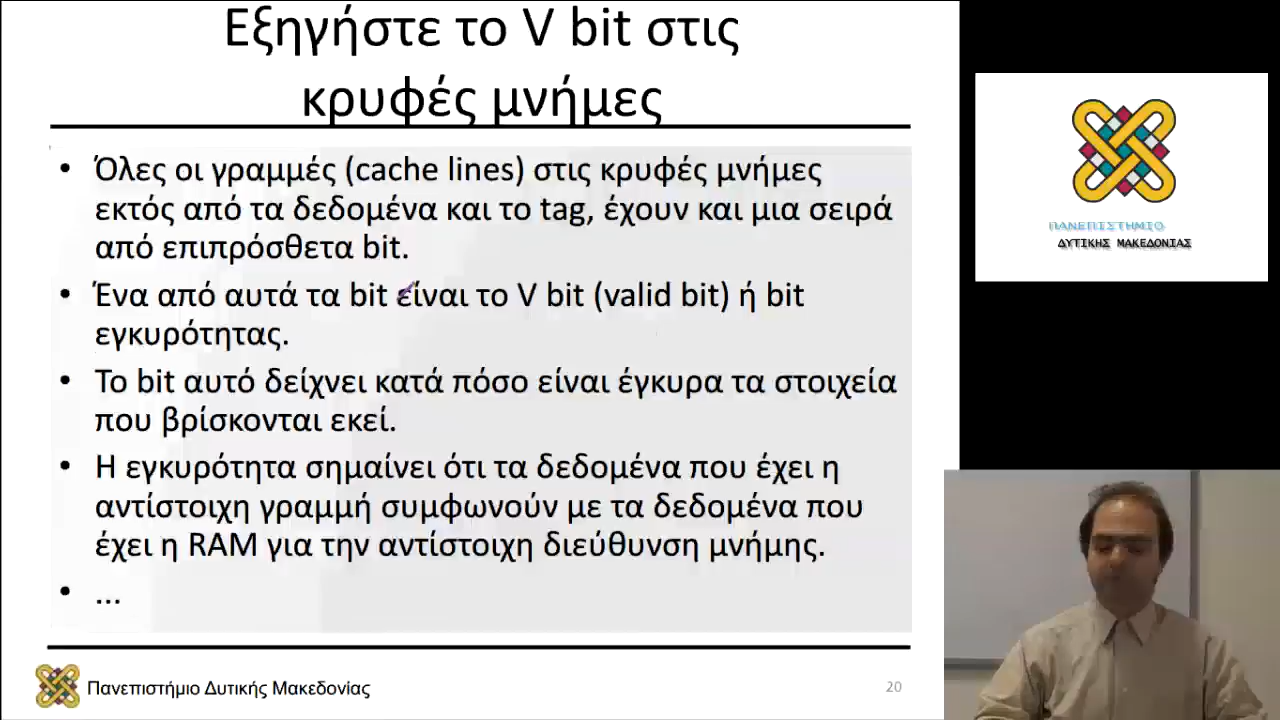 Εξηγήστε το V bit στις
κρυφές μνήμες
• Όλες οι γραμμές (cache lines) στις κρυφές μνήμες
εκτός από τα δεδομένα και το tag, έχουν και μια σειρά
από επιπρόσθετα bit.
• Ένα από αυτά τα bit είναι το V bit (valid bit) ή bit
εγκυρότητας.
• Το bit αυτό δείχνει κατά πόσο είναι έγκυρα τα στοιχεία
που βρίσκονται εκεί.
• Η εγκυρότητα σημαίνει ότι τα δεδομένα που έχει η
αντίστοιχη γραμμή συμφωνούν με τα δεδομένα που
έχει η RAM για την αντίστοιχη διεύθυνση μνήμης.
• ...
Πανεπιστήμιο Δυτικής Μακεδονίας
20
ΠΑΝΕΠΙΣΤΗΜΙΟ
ΔΥΤΙΚΗΣ ΜΑΚΕΔΟΝΙΑΣ